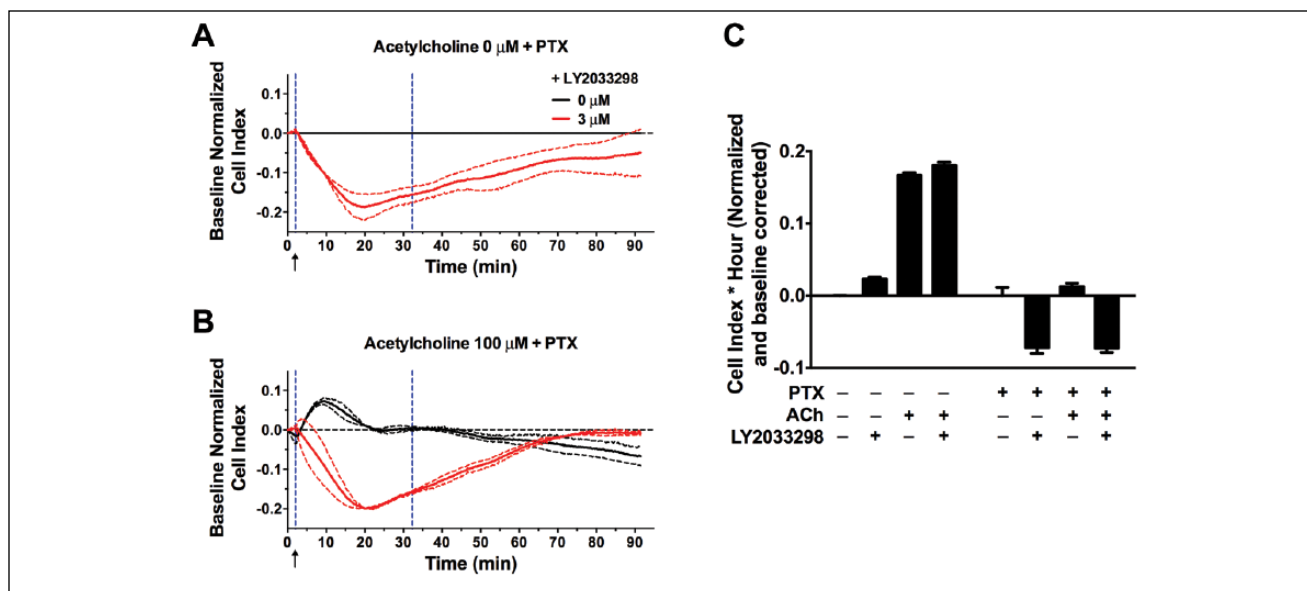 A
Acetylcholine 0 μM + PTX
+ LY2033298
0 μM
3 μM
Baseline Normalized
Cell Index
0.1
0.0
-0.1
-0.2
0 10 20 30 40 50 60 70 80 90
Time (min)
B
Acetylcholine 100 μM + PTX
Baseline Normalized
Cell Index
0.1
0.0
-0.1
-0.2
0 10 20 30 40 50 60 70 80 90
Time (min)
C
Cell Index * Hour (Normalized
and baseline corrected)
0.2
0.1
0.0
-0.1
PTX − − − − + + + +
ACh − − + + − − + +
LY2033298 − + − + − + − +